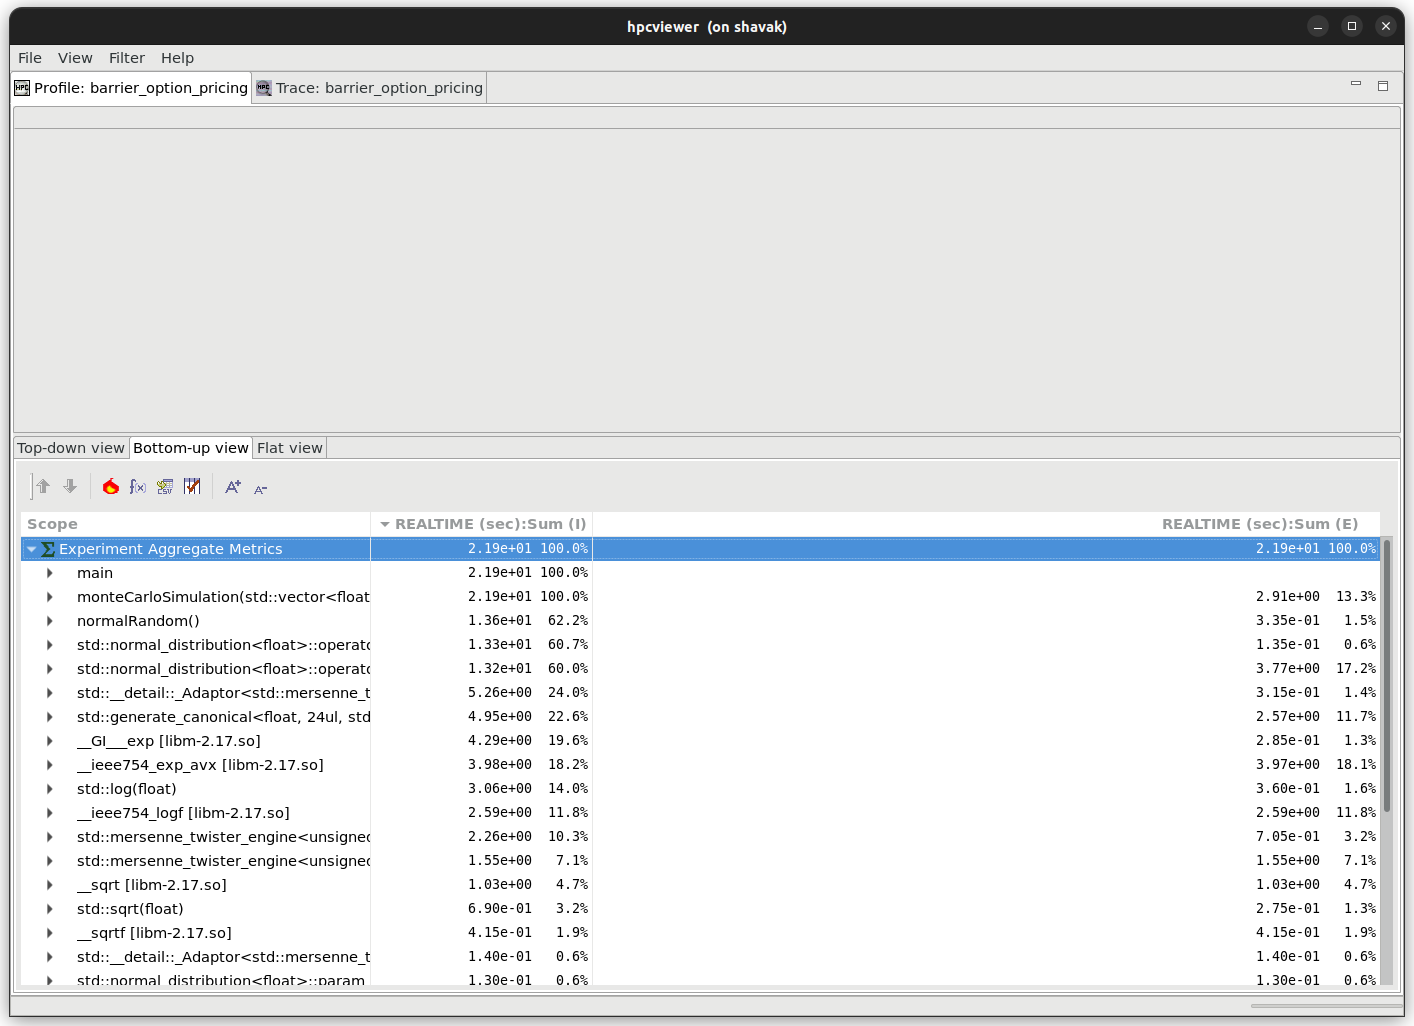 hpcviewer (on shavak)
File View Filter Help
Profile: barrier_option_pricing Trace: barrier_option_pricing
Top-down view Bottom-up view Flat view
Scope REALTIME (sec):Sum (I) REALTIME (sec):Sum (E)
Experiment Aggregate Metrics 2.19e+01 100.0% 2.19e+01 100.0%
main 2.19e+01 100.0%
monteCarloSimulation(std::vector<float 2.19e+01 100.0% 2.91e+00 13.3%
normalRandom() 1.36e+01 62.2% 3.35e-01 1.5%
std::normal_distribution<float>::operato 1.33e+01 60.7% 1.35e-01 0.6%
std::normal_distribution<float>::operato 1.32e+01 60.0% 3.77e+00 17.2%
std::__detail::_Adaptor<std::mersenne_t 5.26e+00 24.0% 3.15e-01 1.4%
std::generate_canonical<float, 24ul, std 4.95e+00 22.6% 2.57e+00 11.7%
__GI___exp [libm-2.17.so] 4.29e+00 19.6% 2.85e-01 1.3%
__ieee754_exp_avx [libm-2.17.so] 3.98e+00 18.2% 3.97e+00 18.1%
std::log(float) 3.06e+00 14.0% 3.60e-01 1.6%
__ieee754_logf [libm-2.17.so] 2.59e+00 11.8% 2.59e+00 11.8%
std::mersenne_twister_engine<unsigned 2.26e+00 10.3% 7.05e-01 3.2%
std::mersenne_twister_engine<unsigned 1.55e+00 7.1% 1.55e+00 7.1%
__sqrt [libm-2.17.so] 1.03e+00 4.7% 1.03e+00 4.7%
std::sqrt(float) 6.90e-01 3.2% 2.75e-01 1.3%
__sqrtf [libm-2.17.so] 4.15e-01 1.9% 4.15e-01 1.9%
std::__detail::_Adaptor<std::mersenne_t 1.40e-01 0.6% 1.40e-01 0.6%
std::normal_distribution<float>::param 1.30e-01 0.6% 1.30e-01 0.6%